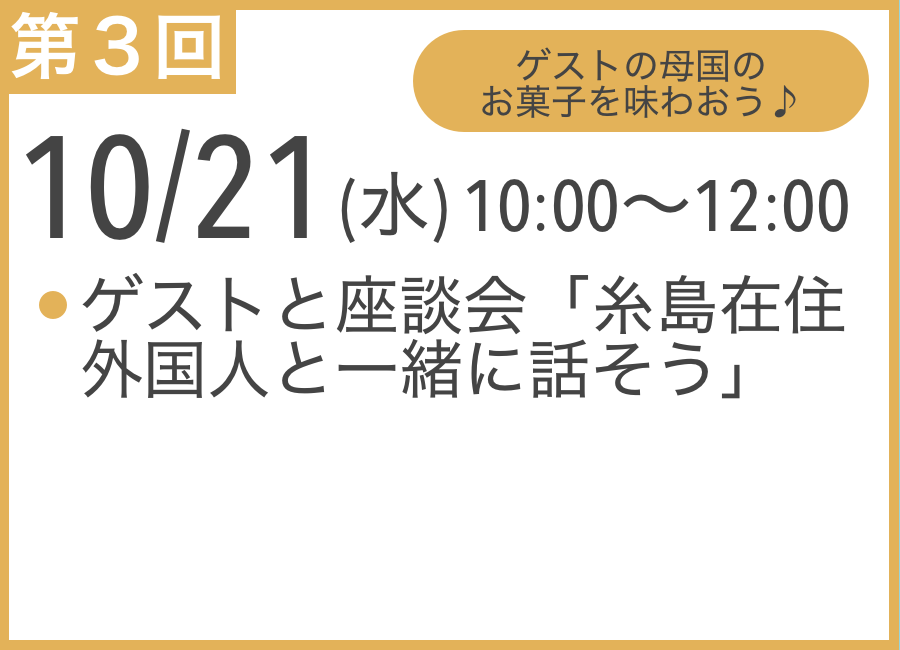 第３回
ゲストの母国の
お菓子を味わおう♪
10/21(水) 10:00〜12:00
●ゲストと座談会「糸島在住
外国人と一緒に話そう」